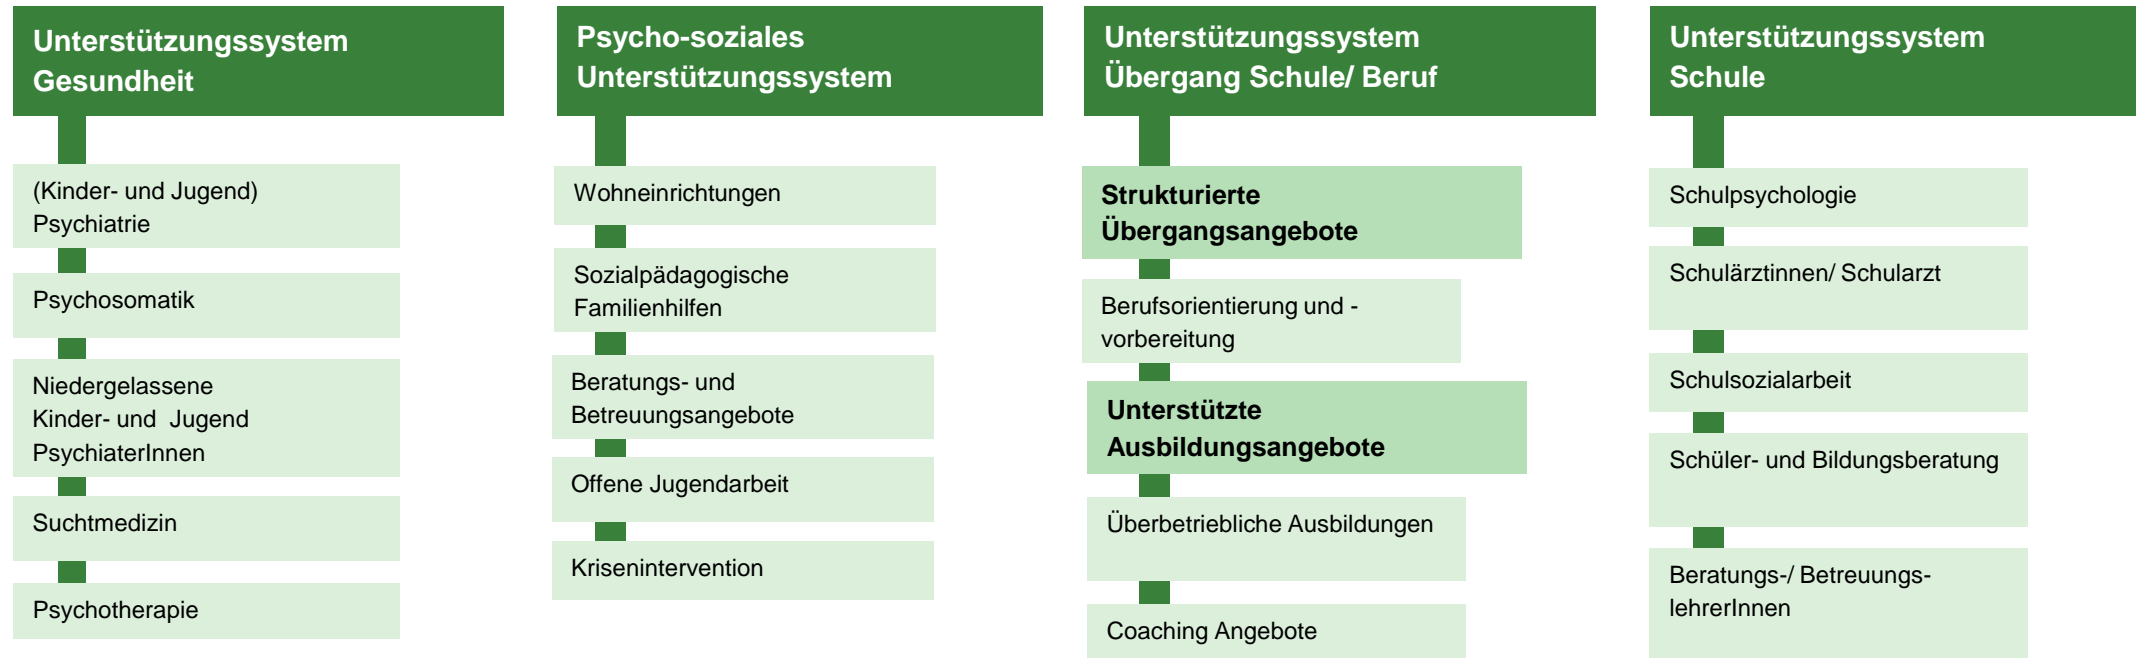 Unterstützungssystem
Gesundheit
(Kinder- und Jugend)
Psychiatrie
Psychosomatik
Niedergelassene
Kinder- und Jugend
PsychiaterInnen
Suchtmedizin
Psychotherapie
Psycho-soziales
Unterstützungssystem
Wohneinrichtungen
Sozialpädagogische
Familienhilfen
Beratungs- und
Betreuungsangebote
Offene Jugendarbeit
Krisenintervention
Unterstützungssystem
Übergang Schule/ Beruf
Strukturierte
Übergangsangebote
Berufsorientierung und -
vorbereitung
Unterstützte
Ausbildungsangebote
Überbetriebliche Ausbildungen
Coaching Angebote
Unterstützungssystem
Schule
Schulpsychologie
Schulärztinnen/ Schularzt
Schulsozialarbeit
Schüler- und Bildungsberatung
Beratungs-/ Betreuungs-
lehrerInnen